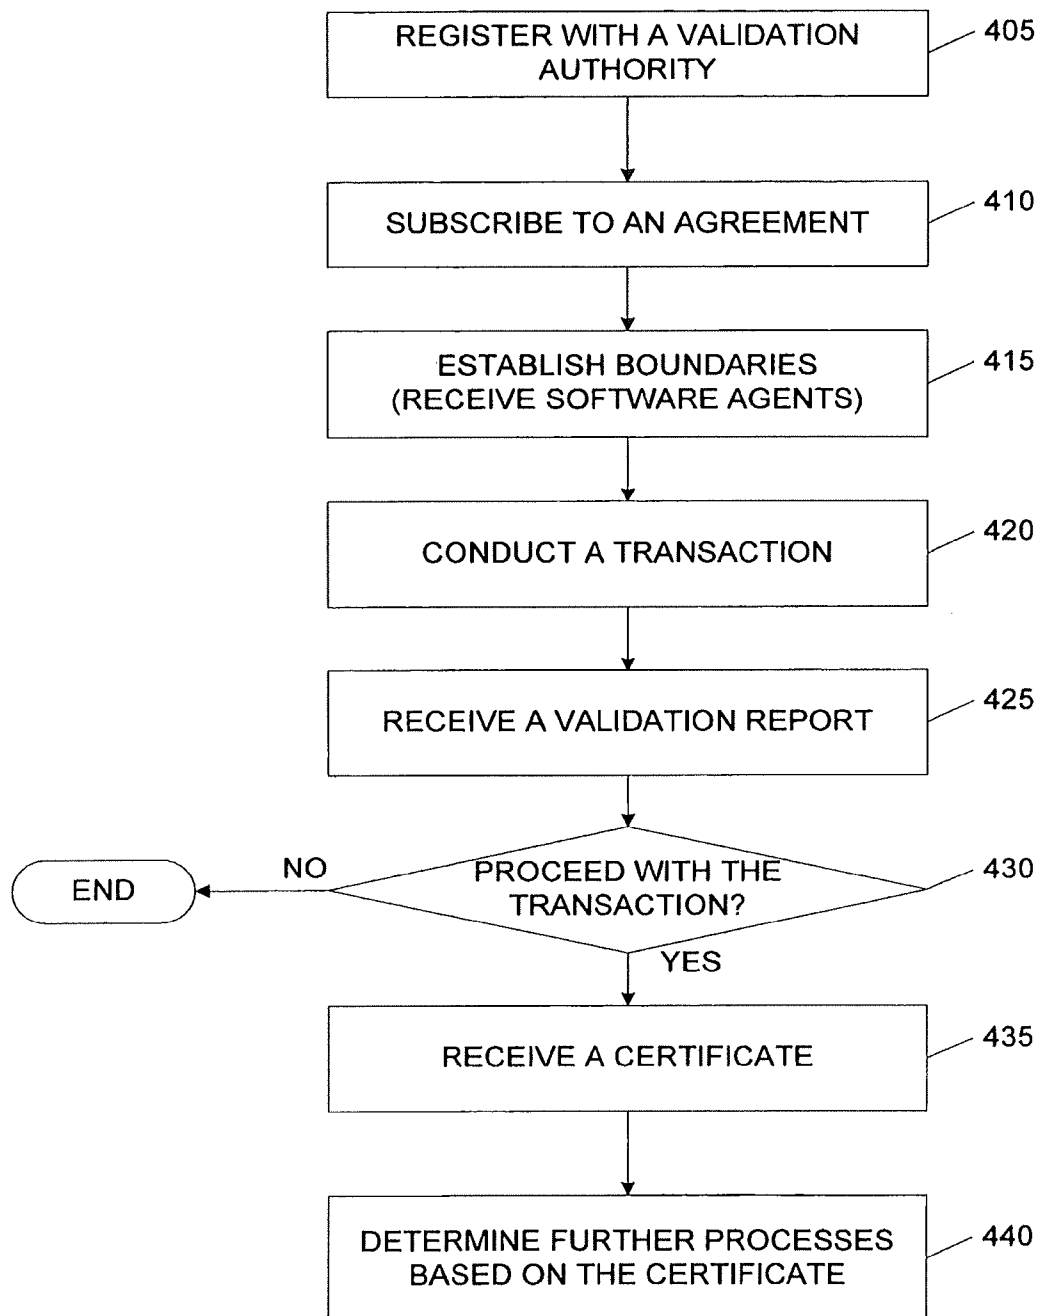 REGISTER WITH A VALIDATION
AUTHORITY
405
SUBSCRIBE TO AN AGREEMENT
410
ESTABLISH BOUNDARIES
(RECEIVE SOFTWARE AGENTS)
415
CONDUCT A TRANSACTION
420
RECEIVE A VALIDATION REPORT
425
END
NO
PROCEED WITH THE
TRANSACTION?
430
YES
RECEIVE A CERTIFICATE
435
DETERMINE FURTHER PROCESSES
BASED ON THE CERTIFICATE
440